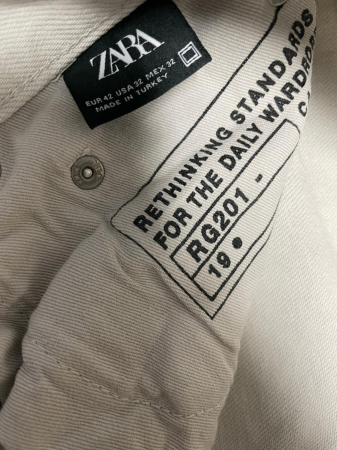 ZARA
EUR 42 USA 32 MEX 32
MADE IN TURKEY
RETHINKING STANDARDS
FOR THE DAILY WARDROBE
RG201 -
19 ●